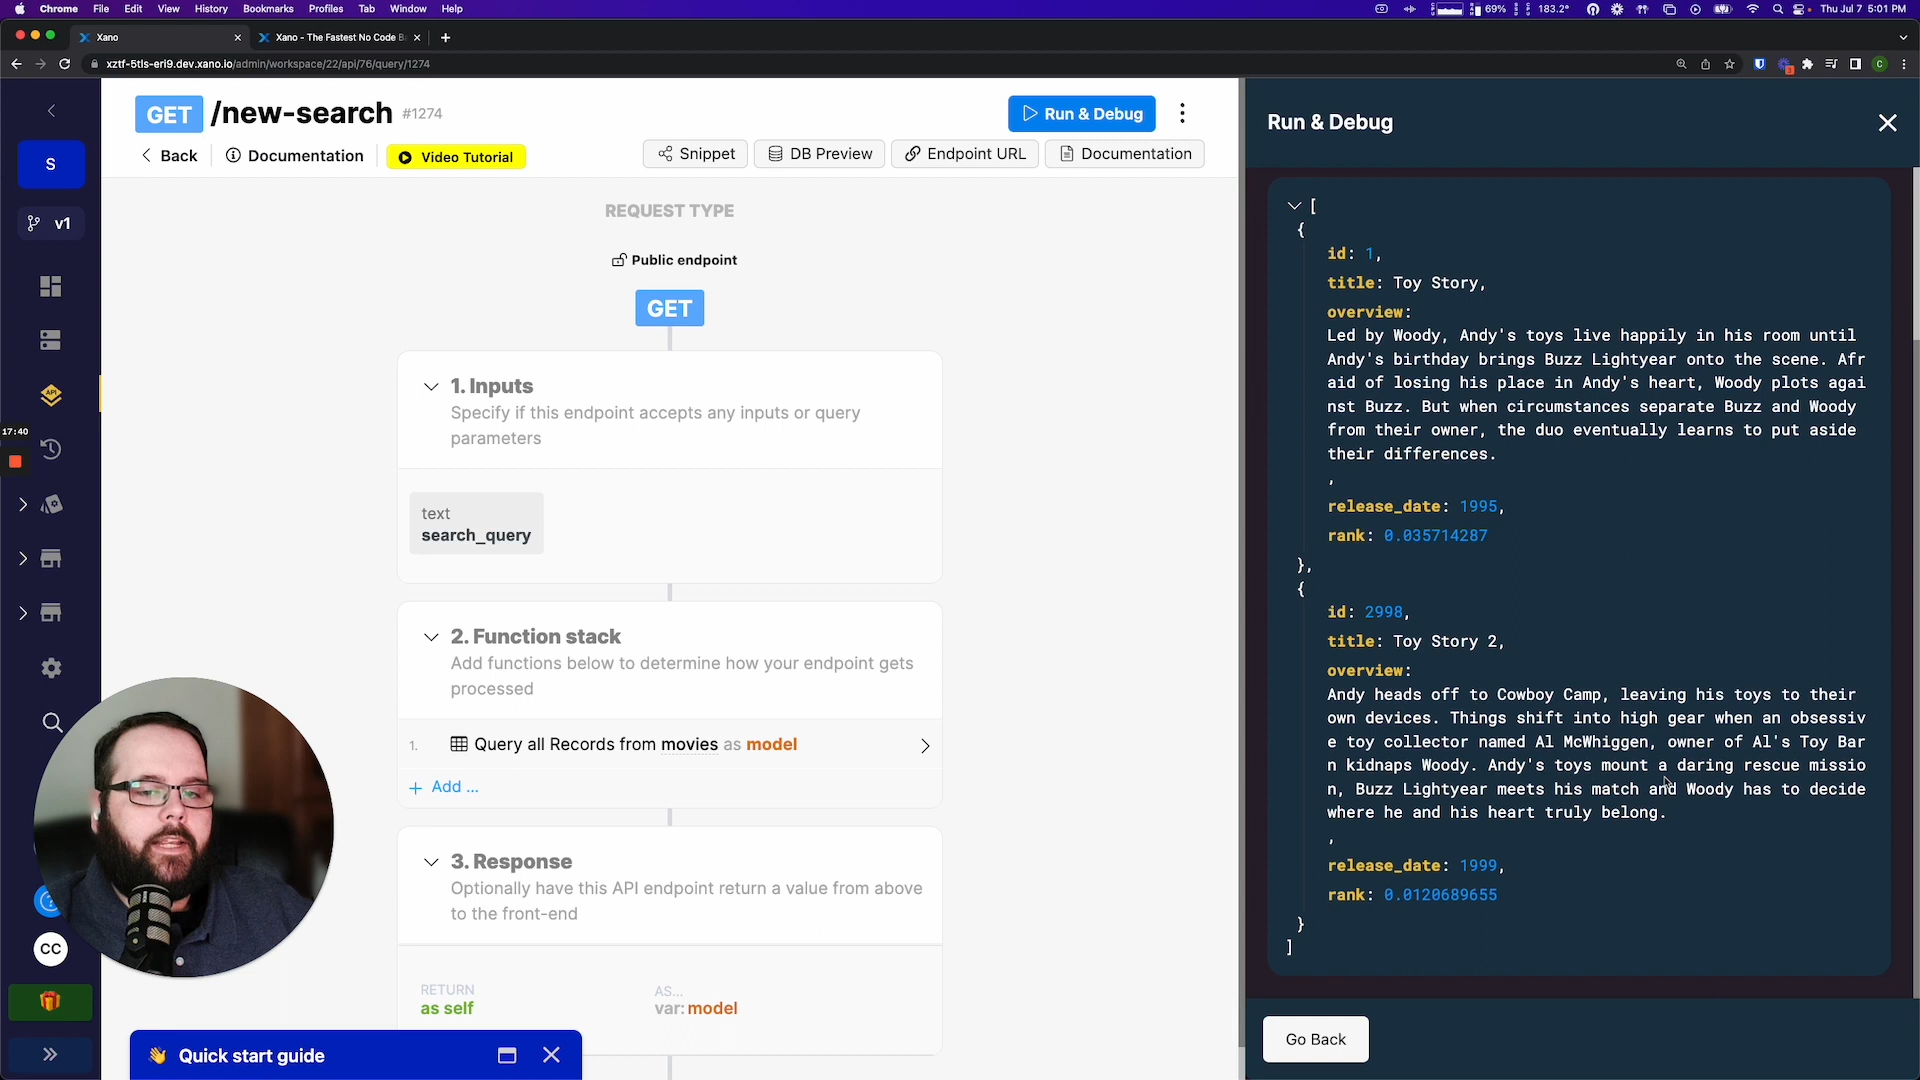 Chrome File Edit View History Bookmarks Profiles Tab Window Help 69% 183.2° Thu Jul 7 5:01 PM
Xano Xano - The Fastest No Code B
xztf-5tls-eri9.dev.xano.io/admin/workspace/22/api/76/query/1274
S
v1
API
17:40
CC
GET /new-search #1274
Run & Debug
Back Documentation Video Tutorial
Snippet DB Preview Endpoint URL Documentation
REQUEST TYPE
Public endpoint
GET
1. Inputs
Specify if this endpoint accepts any inputs or query
parameters
text
search_query
2. Function stack
Add functions below to determine how your endpoint gets
processed
1. Query all Records from movies as model
Add ...
3. Response
Optionally have this API endpoint return a value from above
to the front-end
RETURN AS...
as self var: model
Quick start guide
Run & Debug
[
{
id: 1,
title: Toy Story,
overview:
Led by Woody, Andy's toys live happily in his room until
Andy's birthday brings Buzz Lightyear onto the scene. Afr
aid of losing his place in Andy's heart, Woody plots agai
nst Buzz. But when circumstances separate Buzz and Woody
from their owner, the duo eventually learns to put aside
their differences.
,
release_date: 1995,
rank: 0.035714287
},
{
id: 2998,
title: Toy Story 2,
overview:
Andy heads off to Cowboy Camp, leaving his toys to their
own devices. Things shift into high gear when an obsessiv
e toy collector named Al McWhiggen, owner of Al's Toy Bar
n kidnaps Woody. Andy's toys mount a daring rescue missio
n, Buzz Lightyear meets his match and Woody has to decide
where he and his heart truly belong.
,
release_date: 1999,
rank: 0.0120689655
}
]
Go Back